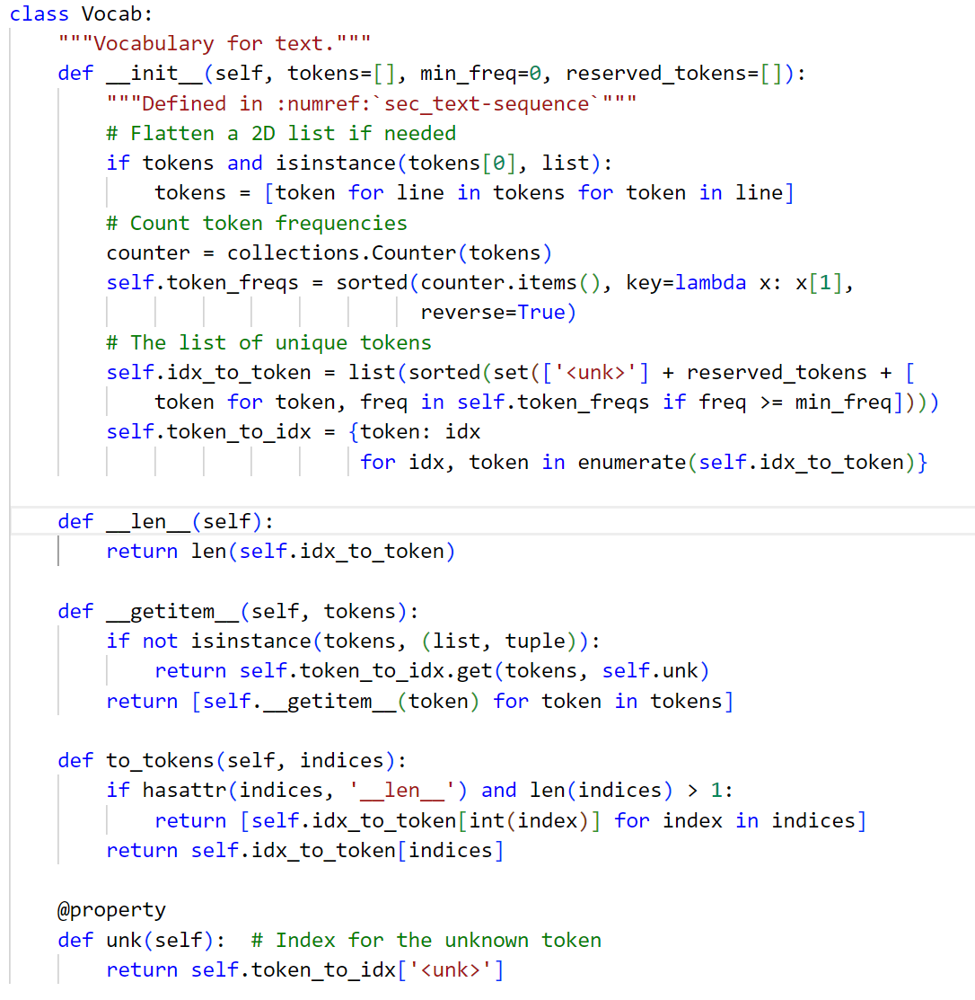 class Vocab:
    """Vocabulary for text."""
    def __init__(self, tokens=[], min_freq=0, reserved_tokens=[]):
        """Defined in :numref:`sec_text-sequence`"""
        # Flatten a 2D list if needed
        if tokens and isinstance(tokens[0], list):
            tokens = [token for line in tokens for token in line]
        # Count token frequencies
        counter = collections.Counter(tokens)
        self.token_freqs = sorted(counter.items(), key=lambda x: x[1],
                                  reverse=True)
        # The list of unique tokens
        self.idx_to_token = list(sorted(set(['<unk>'] + reserved_tokens + [
            token for token, freq in self.token_freqs if freq >= min_freq])))
        self.token_to_idx = {token: idx
                             for idx, token in enumerate(self.idx_to_token)}

    def __len__(self):
        return len(self.idx_to_token)

    def __getitem__(self, tokens):
        if not isinstance(tokens, (list, tuple)):
            return self.token_to_idx.get(tokens, self.unk)
        return [self.__getitem__(token) for token in tokens]

    def to_tokens(self, indices):
        if hasattr(indices, '__len__') and len(indices) > 1:
            return [self.idx_to_token[int(index)] for index in indices]
        return self.idx_to_token[indices]

    @property
    def unk(self):  # Index for the unknown token
        return self.token_to_idx['<unk>']